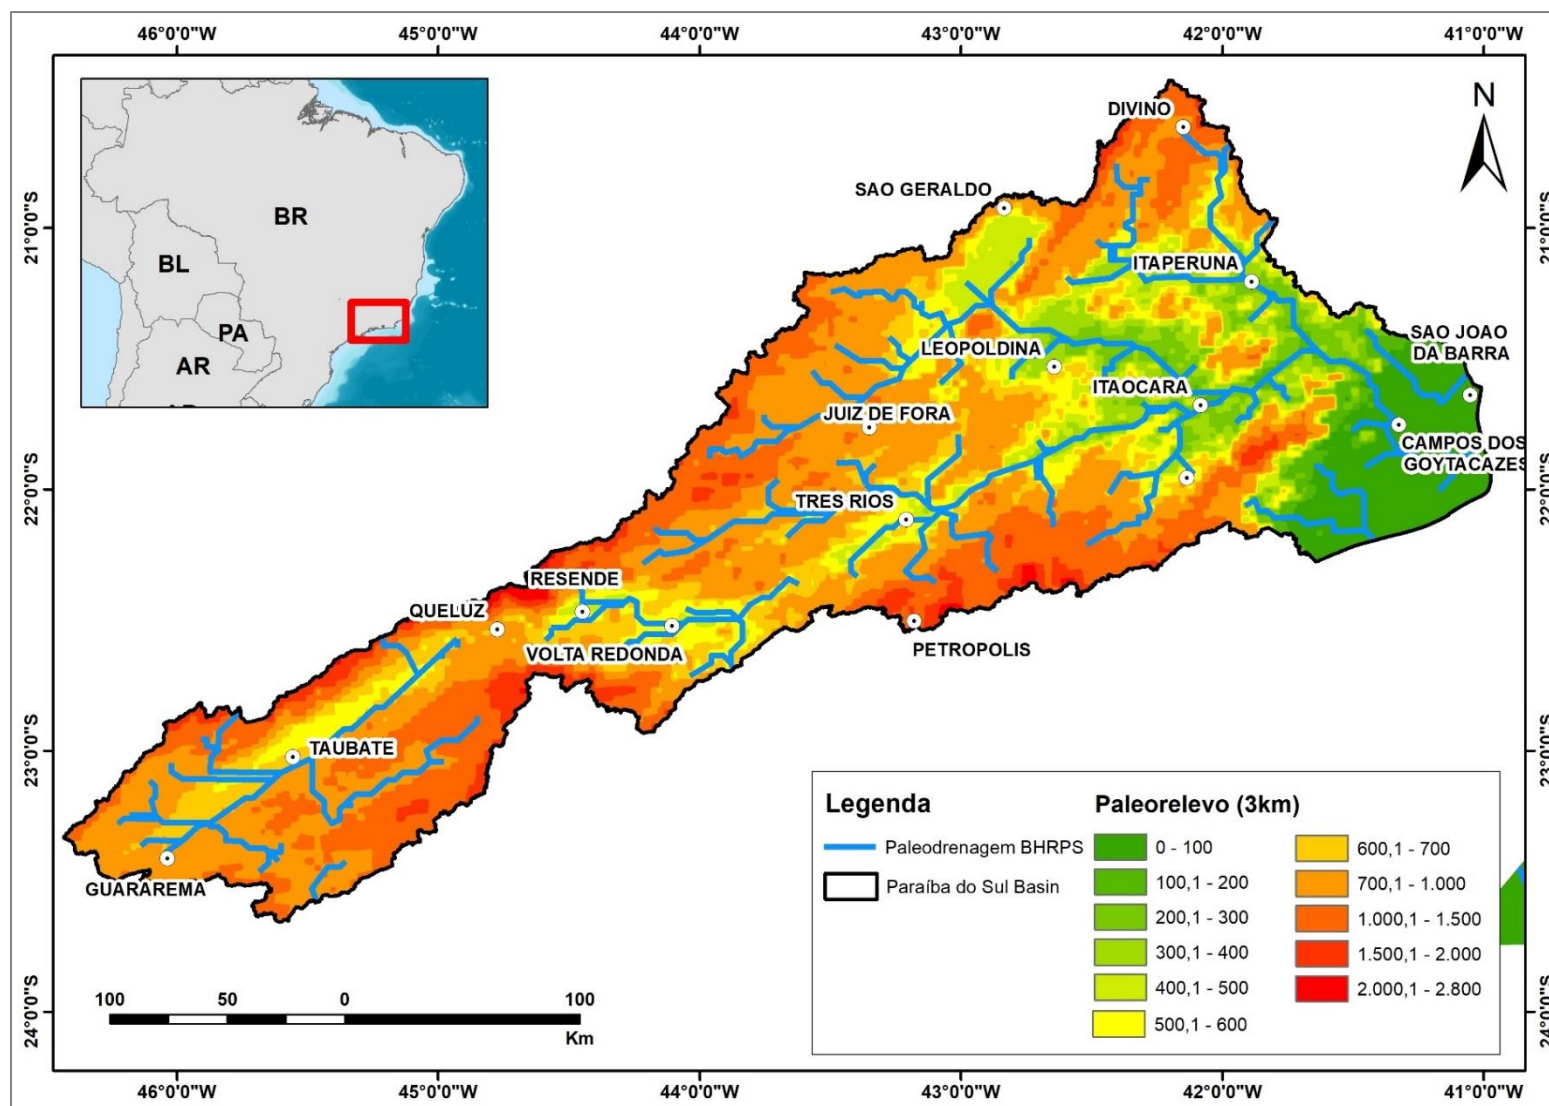 46°0'0"W 45°0'0"W 44°0'0"W 43°0'0"W 42°0'0"W 41°0'0"W
BR
BL
PA
AR
N
DIVINO
SAO GERALDO
21°0'0"S 21°0'0"S
ITAPERUNA
SAO JOAO
DA BARRA
LEOPOLDINA
ITAOCARA
JUIZ DE FORA
CAMPOS DOS
GOYTACAZES
22°0'0"S 22°0'0"S
TRES RIOS
RESENDE
QUELUZ
VOLTA REDONDA
PETROPOLIS
TAUBATE
23°0'0"S 23°0'0"S
GUARAREMA
Legenda
Paleodrenagem BHRPS
Paraíba do Sul Basin
Paleorelevo (3km)
0 - 100
100,1 - 200
200,1 - 300
300,1 - 400
400,1 - 500
500,1 - 600
600,1 - 700
700,1 - 1.000
1.000,1 - 1.500
1.500,1 - 2.000
2.000,1 - 2.800
100 50 0 100
Km
24°0'0"S 24°0'0"S
46°0'0"W 45°0'0"W 44°0'0"W 43°0'0"W 42°0'0"W 41°0'0"W